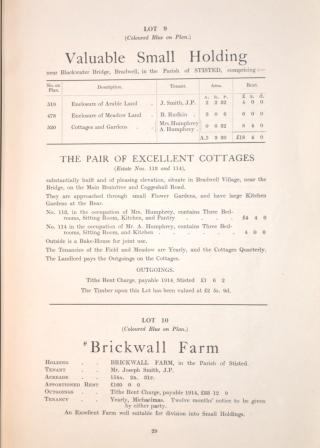 LOT 9
(Coloured Blue on Plan.)
Valuable Small Holding
near Blackwater Bridge, Bradwell, in the Parish of STISTED, comprising:—
No. on Plan. Description. Tenant. Area. Rent.
A. R. P. £ s. d.
519 Enclosure of Arable Land . J. Smith, J.P. 2 2 32 4 0 0
478 Enclosure of Meadow Land . B. Rudkin . 6 0 0
520 Cottages and Gardens . . Mrs. Humphrey A. Humphrey . 0 0 32 8 4 0
£18 4 0
THE PAIR OF EXCELLENT COTTAGES
(Estate Nos. 113 and 114),
substantially built and of pleasing elevation, situate in Bradwell Village, near the
Bridge, on the Main Braintree and Coggeshall Road.
They are approached through small Flower Gardens, and have large Kitchen
Gardens at the Rear.
No. 113, in the occupation of Mrs. Humphrey, contains Three Bed-
rooms, Sitting Room, Kitchen, and Pantry . . . . . £4 4 0
No. 114 in the occupation of Mr. A. Humphrey, contains Three Bed-
rooms, Sitting Room, and Kitchen . . . . . . 4 0 0
Outside is a Bake-House for joint use.
The Tenancies of the Field and Meadow are Yearly, and the Cottages Quarterly.
The Landlord pays the Outgoings on the Cottages.
OUTGOINGS.
Tithe Rent Charge, payable 1914, Stisted £1 6 2
The Timber upon this Lot has been valued at £2 5s. 9d.
LOT 10
(Coloured Blue on Plan.)
Brickwall Farm
HOLDING . . BRICKWALL FARM, in the Parish of Stisted.
TENANT . . Mr. Joseph Smith, J.P.
ACREAGE . . 154A. 2R. 31P.
APPORTIONED RENT £160 0 0
OUTGOINGS . . Tithe Rent Charge, payable 1914, £38 12 0
TENANCY . . Yearly, Michaelmas. Twelve months' notice to be given
by either party.
An Excellent Farm well suitable for division into Small Holdings.
29